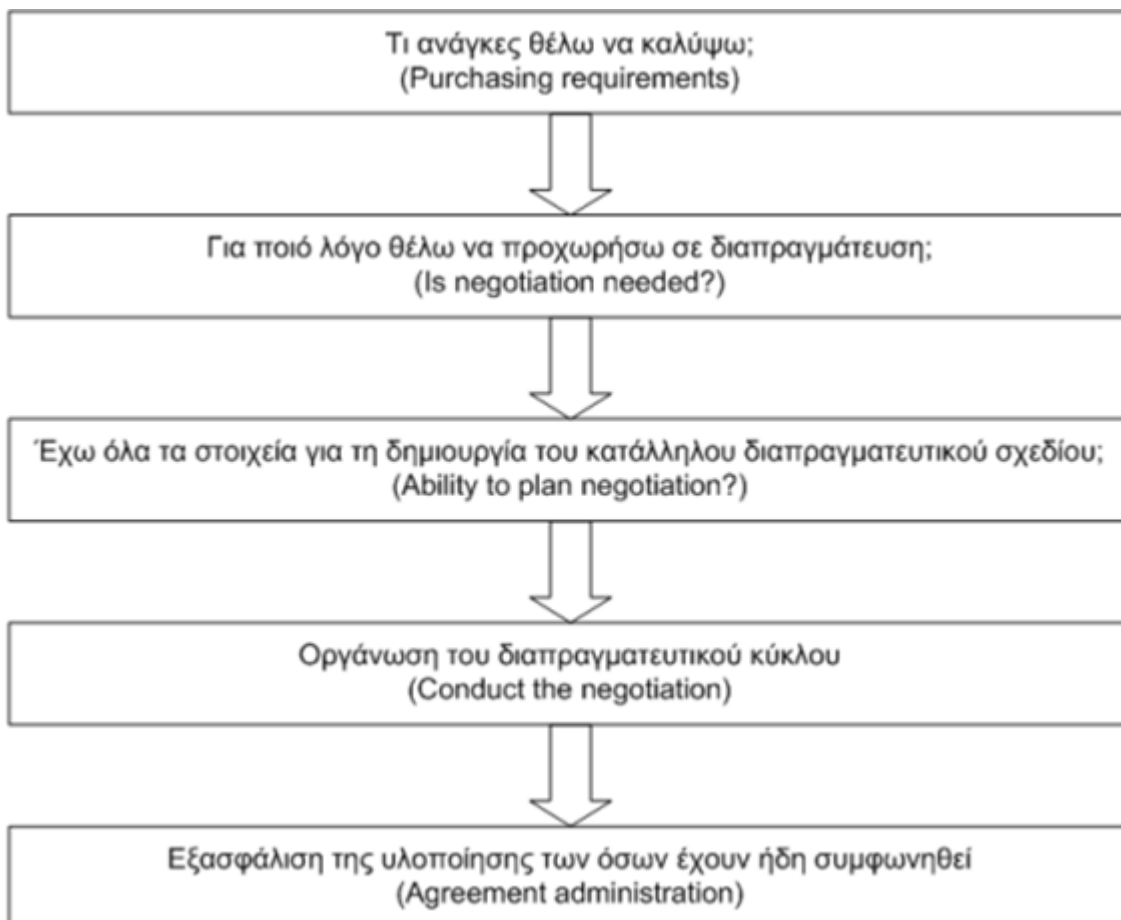 Τι ανάγκες θέλω να καλύψω;
(Purchasing requirements)
Για ποιό λόγο θέλω να προχωρήσω σε διαπραγμάτευση;
(Is negotiation needed?)
Έχω όλα τα στοιχεία για τη δημιουργία του κατάλληλου διαπραγματευτικού σχεδίου;
(Ability to plan negotiation?)
Οργάνωση του διαπραγματευτικού κύκλου
(Conduct the negotiation)
Εξασφάλιση της υλοποίησης των όσων έχουν ήδη συμφωνηθεί
(Agreement administration)